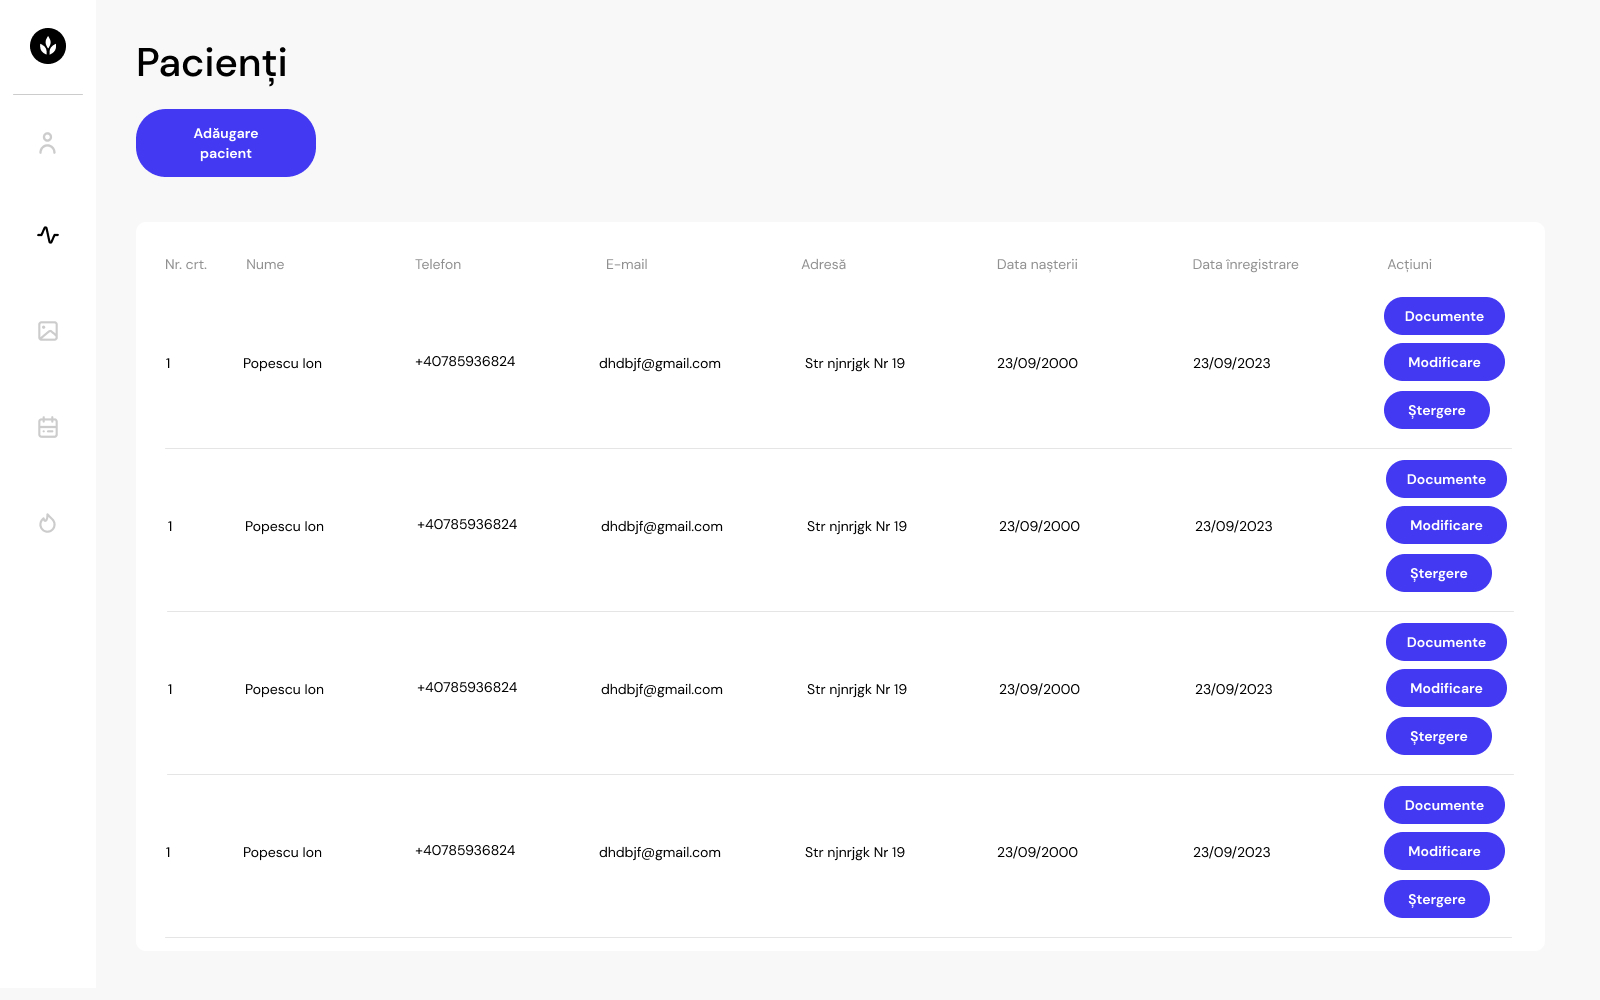 Pacienți
Adăugare
pacient
Nr. crt. Nume Telefon E-mail Adresă Data nașterii Data înregistrare Acțiuni
Documente
1 Popescu Ion +40785936824 dhdbjf@gmail.com Str njnrjgk Nr 19 23/09/2000 23/09/2023 Modificare
Ștergere
Documente
1 Popescu Ion +40785936824 dhdbjf@gmail.com Str njnrjgk Nr 19 23/09/2000 23/09/2023 Modificare
Ștergere
Documente
1 Popescu Ion +40785936824 dhdbjf@gmail.com Str njnrjgk Nr 19 23/09/2000 23/09/2023 Modificare
Ștergere
Documente
1 Popescu Ion +40785936824 dhdbjf@gmail.com Str njnrjgk Nr 19 23/09/2000 23/09/2023 Modificare
Ștergere